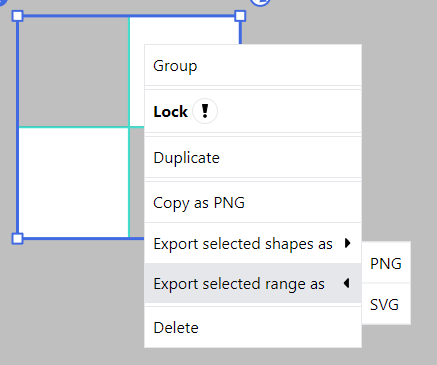 Group
Lock !
Duplicate
Copy as PNG
Export selected shapes as
Export selected range as
PNG
SVG
Delete